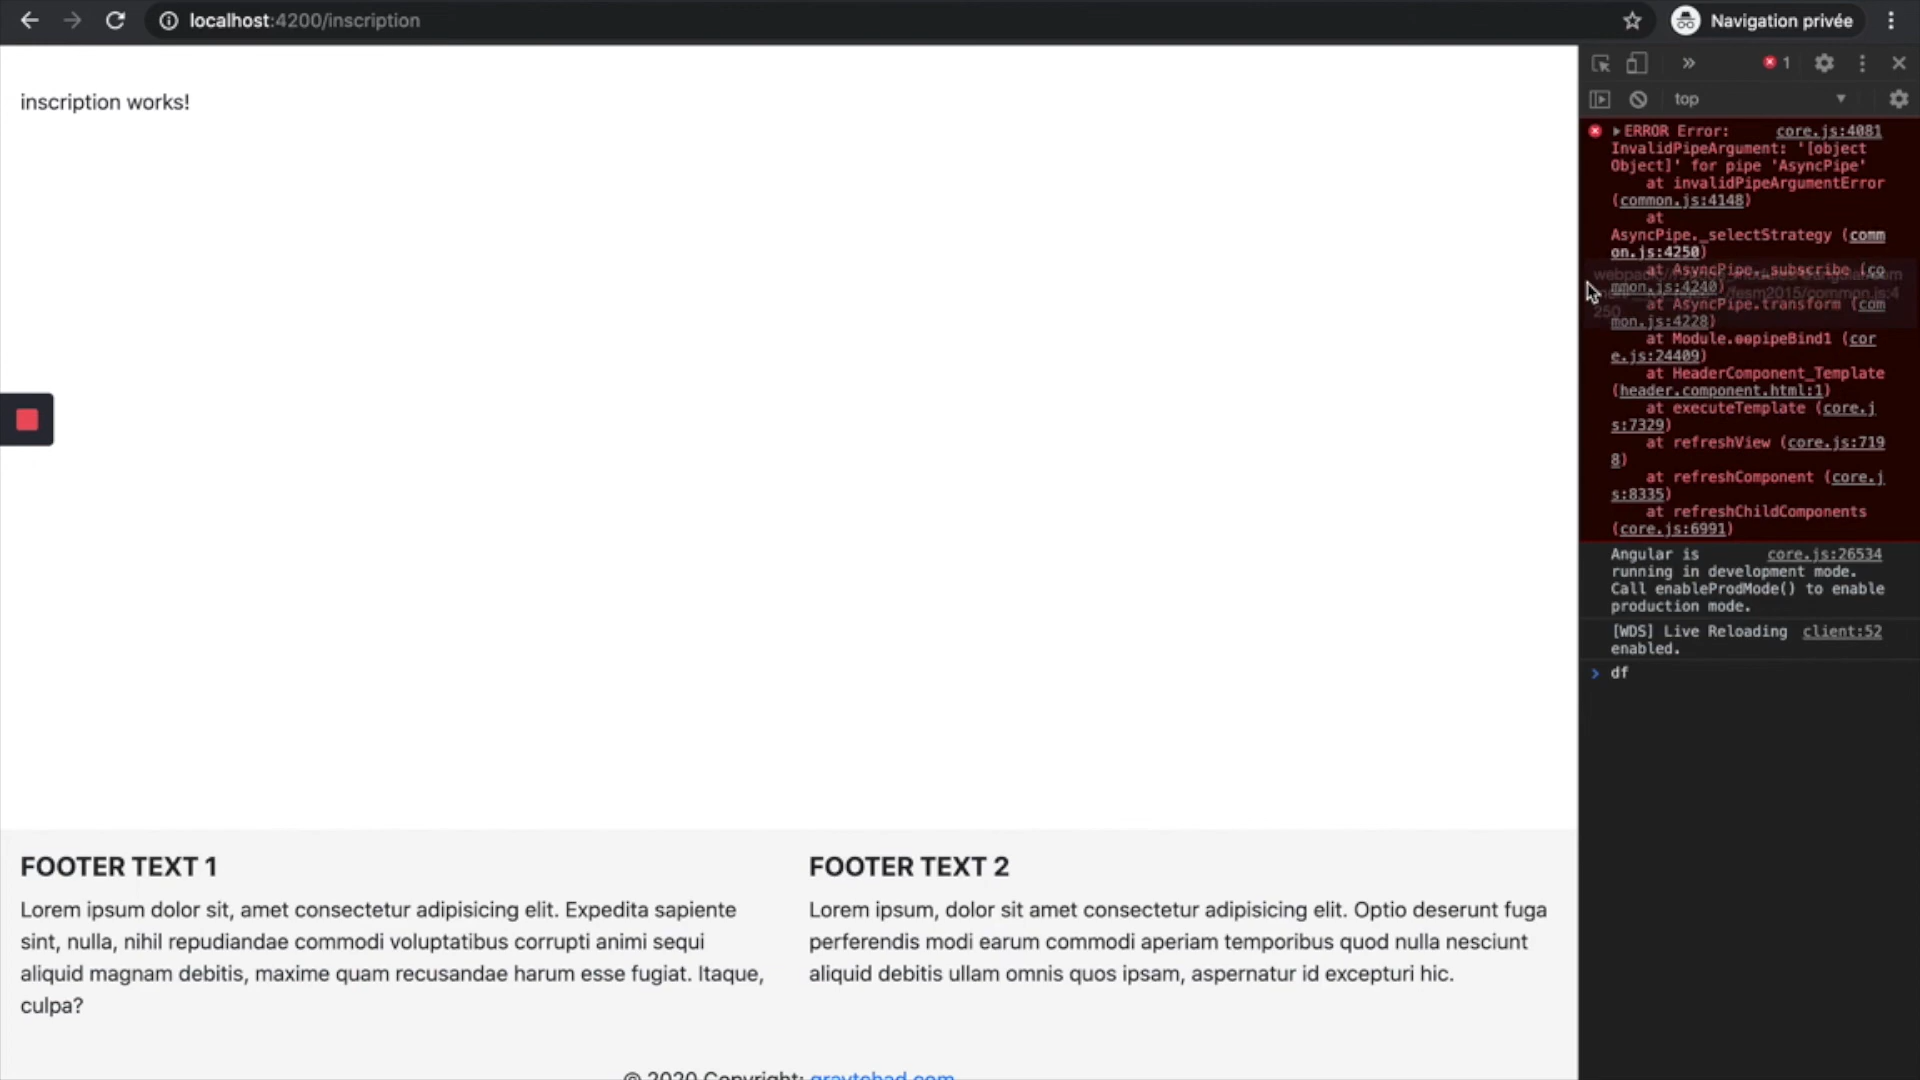 localhost:4200/inscription
Navigation privée
inscription works!
1
top
ERROR Error: core.js:4081
InvalidPipeArgument: '[object
Object]' for pipe 'AsyncPipe'
at invalidPipeArgumentError
(common.js:4148)
at
AsyncPipe._selectStrategy (comm
on.js:4250)
at AsyncPipe._subscribe (co
mmon.js:4240)
at AsyncPipe.transform (com
mon.js:4228)
at Module.ɵɵpipeBind1 (cor
e.js:24409)
at HeaderComponent_Template
(header.component.html:1)
at executeTemplate (core.j
s:7329)
at refreshView (core.js:719
8)
at refreshComponent (core.j
s:8335)
at refreshChildComponents
(core.js:6991)
Angular is core.js:26534
running in development mode.
Call enableProdMode() to enable
production mode.
[WDS] Live Reloading client:52
enabled.
df
FOOTER TEXT 1
Lorem ipsum dolor sit, amet consectetur adipisicing elit. Expedita sapiente
sint, nulla, nihil repudiandae commodi voluptatibus corrupti animi sequi
aliquid magnam debitis, maxime quam recusandae harum esse fugiat. Itaque,
culpa?
FOOTER TEXT 2
Lorem ipsum, dolor sit amet consectetur adipisicing elit. Optio deserunt fuga
perferendis modi earum commodi aperiam temporibus quod nulla nesciunt
aliquid debitis ullam omnis quos ipsam, aspernatur id excepturi hic.
© 2020 Copyright: graytobad.com